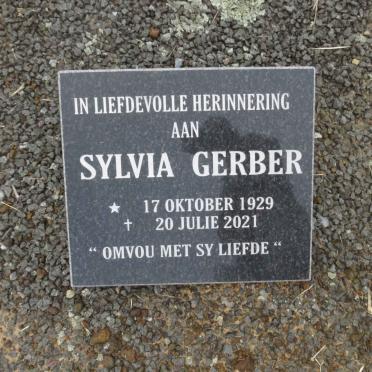 IN LIEFDEVOLLE HERINNERING
AAN
SYLVIA GERBER
★ 17 OKTOBER 1929
✝ 20 JULIE 2021
“ OMVOU MET SY LIEFDE “